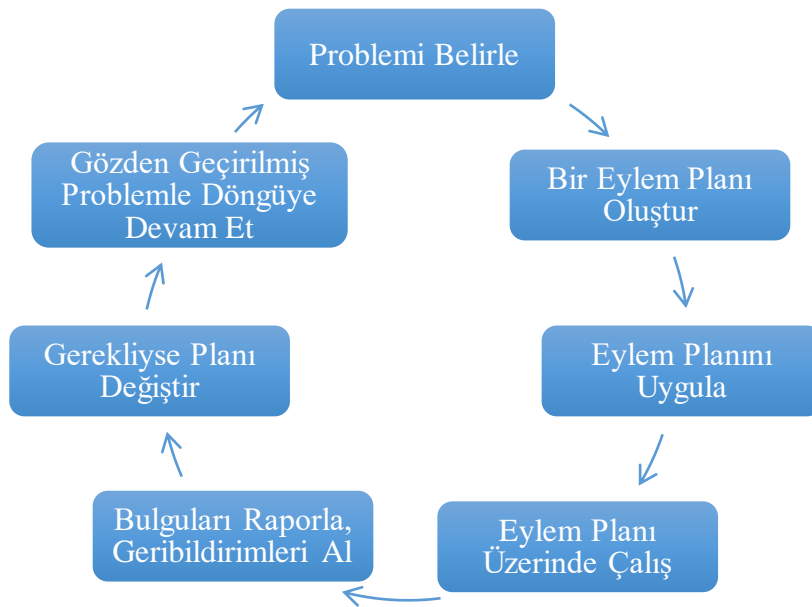 Problemi Belirle
Bir Eylem Planı
Oluştur
Eylem Planını
Uygula
Eylem Planı
Üzerinde Çalış
Bulguları Raporla,
Geribildirimleri Al
Gerekliyse Planı
Değiştir
Gözden Geçirilmiş
Problemle Döngüye
Devam Et